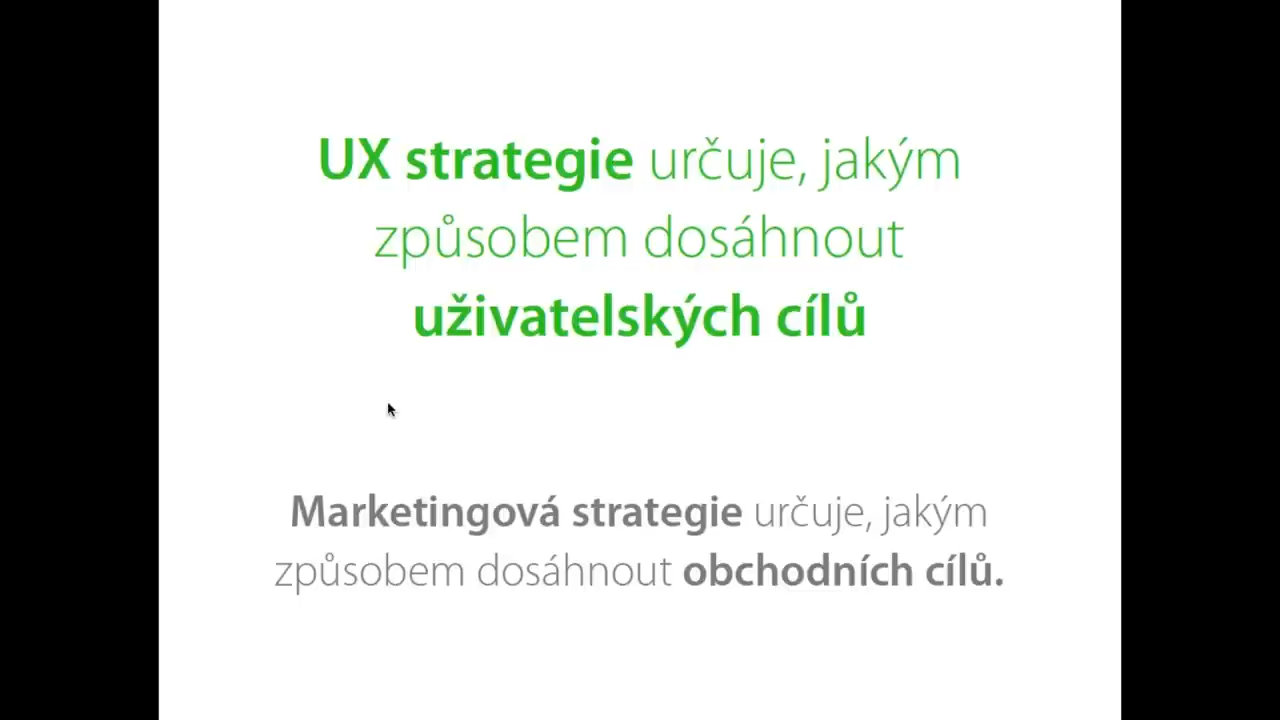 UX strategie určuje, jakým
způsobem dosáhnout
uživatelských cílů
Marketingová strategie určuje, jakým
způsobem dosáhnout obchodních cílů.